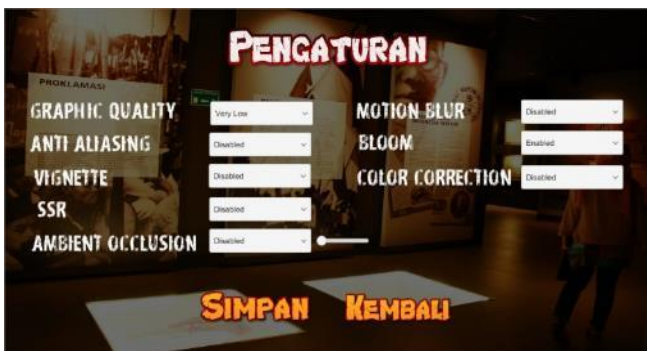 PENGATURAN
PROKLAMASI
GRAPHIC QUALITY Very Low
ANTI ALIASING Disabled
VIGNETTE Disabled
SSR Disabled
AMBIENT OCCLUSION Disabled
MOTION BLUR Disabled
BLOOM Enabled
COLOR CORRECTION Disabled
SIMPAN KEMBALI